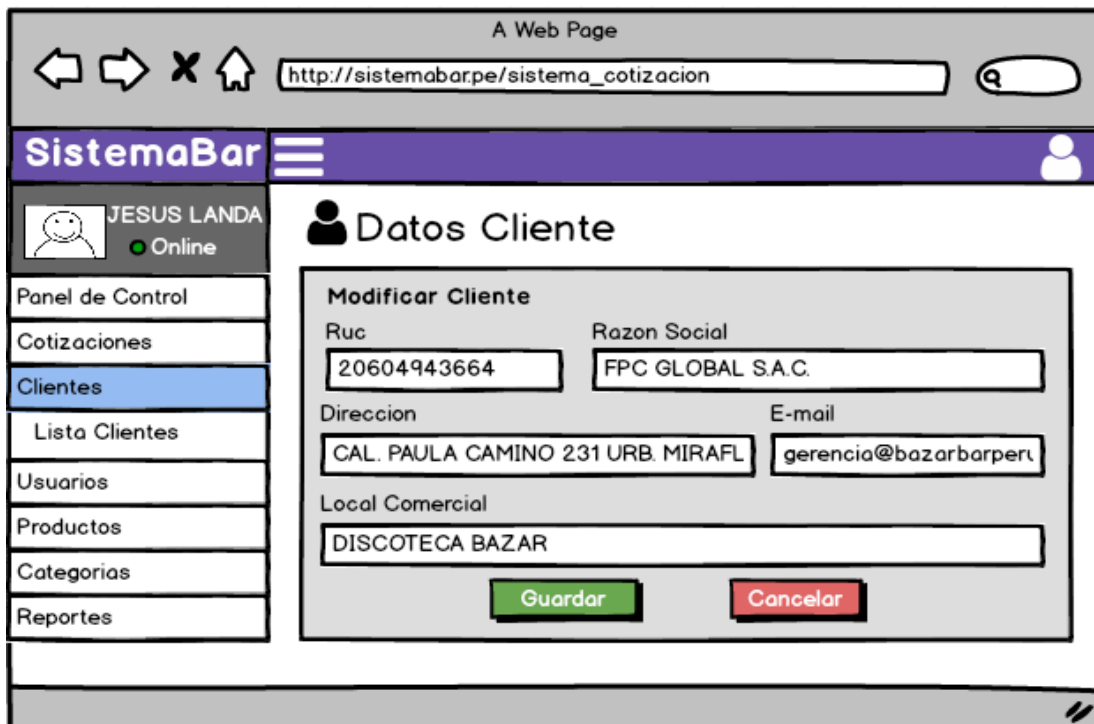 A Web Page
http://sistemabar.pe/sistema_cotizacion
SistemaBar
JESUS LANDA
Online
Panel de Control
Cotizaciones
Clientes
Lista Clientes
Usuarios
Productos
Categorias
Reportes
Datos Cliente
Modificar Cliente
Ruc Razon Social
20604943664 FPC GLOBAL S.A.C.
Direccion E-mail
CAL. PAULA CAMINO 231 URB. MIRAFL gerencia@bazarbarperu
Local Comercial
DISCOTECA BAZAR
Guardar Cancelar